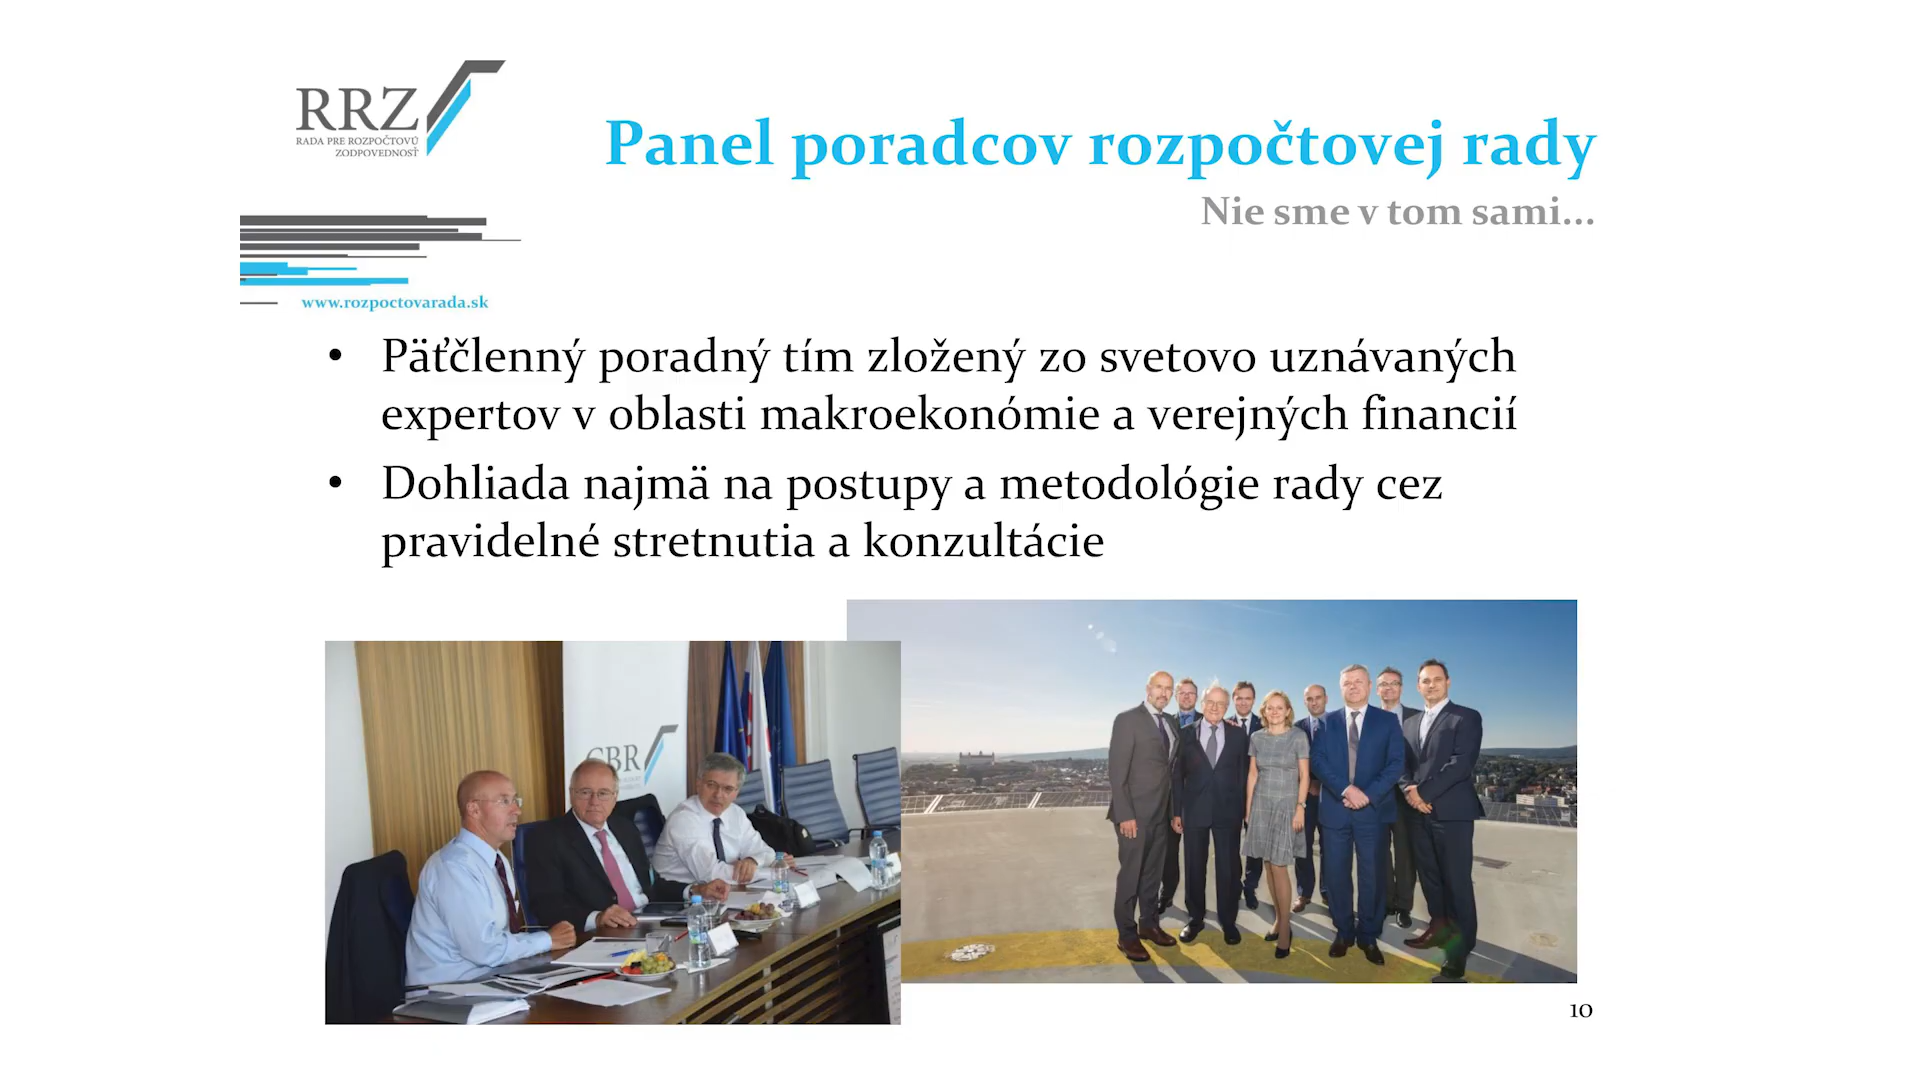 RRZ
RADA PRE ROZPOČTOVÚ
ZODPOVEDNOSŤ
Panel poradcov rozpočtovej rady
Nie sme v tom sami...
www.rozpoctovarada.sk
• Päťčlenný poradný tím zložený zo svetovo uznávaných
expertov v oblasti makroekonómie a verejných financií
• Dohliada najmä na postupy a metodológie rady cez
pravidelné stretnutia a konzultácie
CBR
10